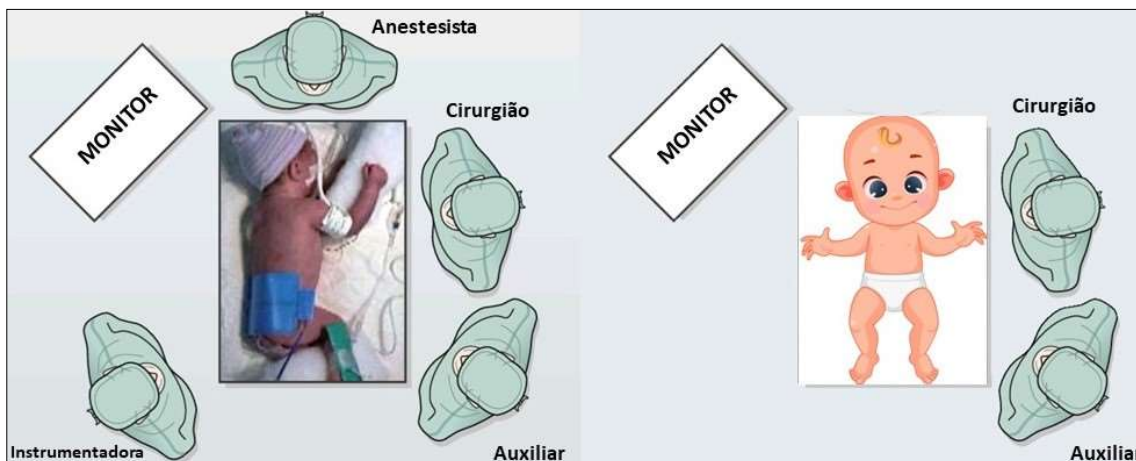 Anestesista
MONITOR
Cirurgião
Instrumentadora
Auxiliar
MONITOR
Cirurgião
Auxiliar